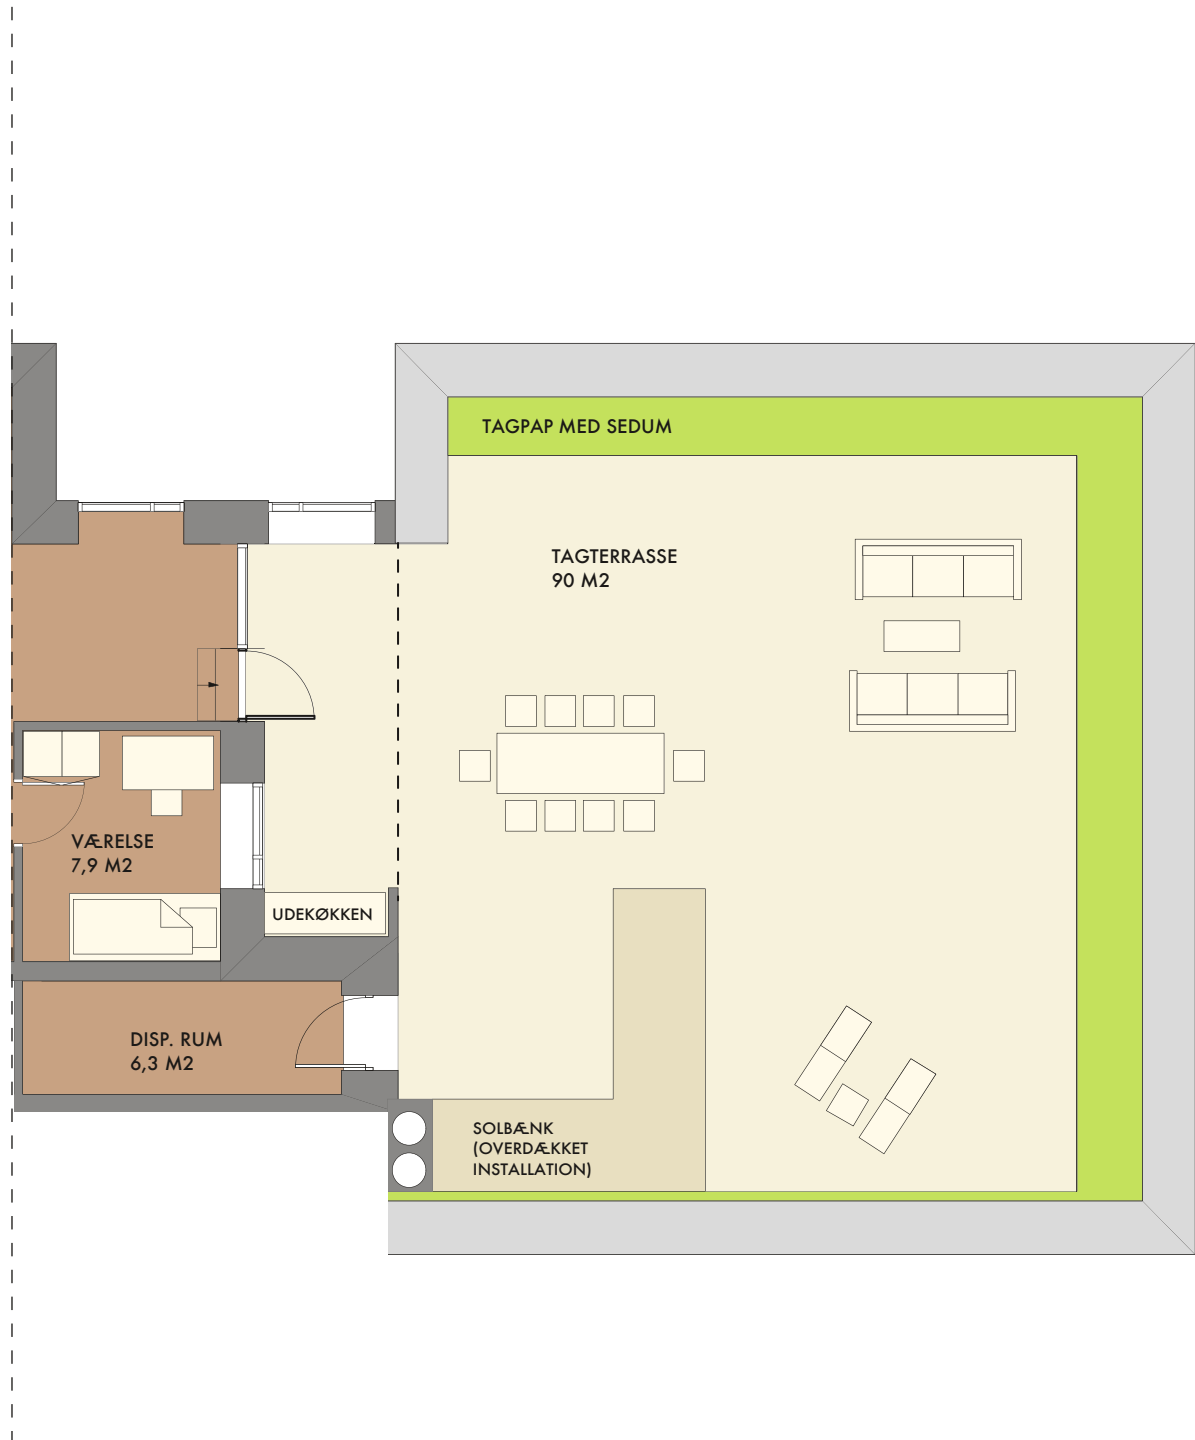 TAGPAP MED SEDUM
TAGTERRASSE
90 M2
VÆRELSE
7,9 M2
UDEKØKKEN
DISP. RUM
6,3 M2
SOLBÆNK
(OVERDÆKKET
INSTALLATION)